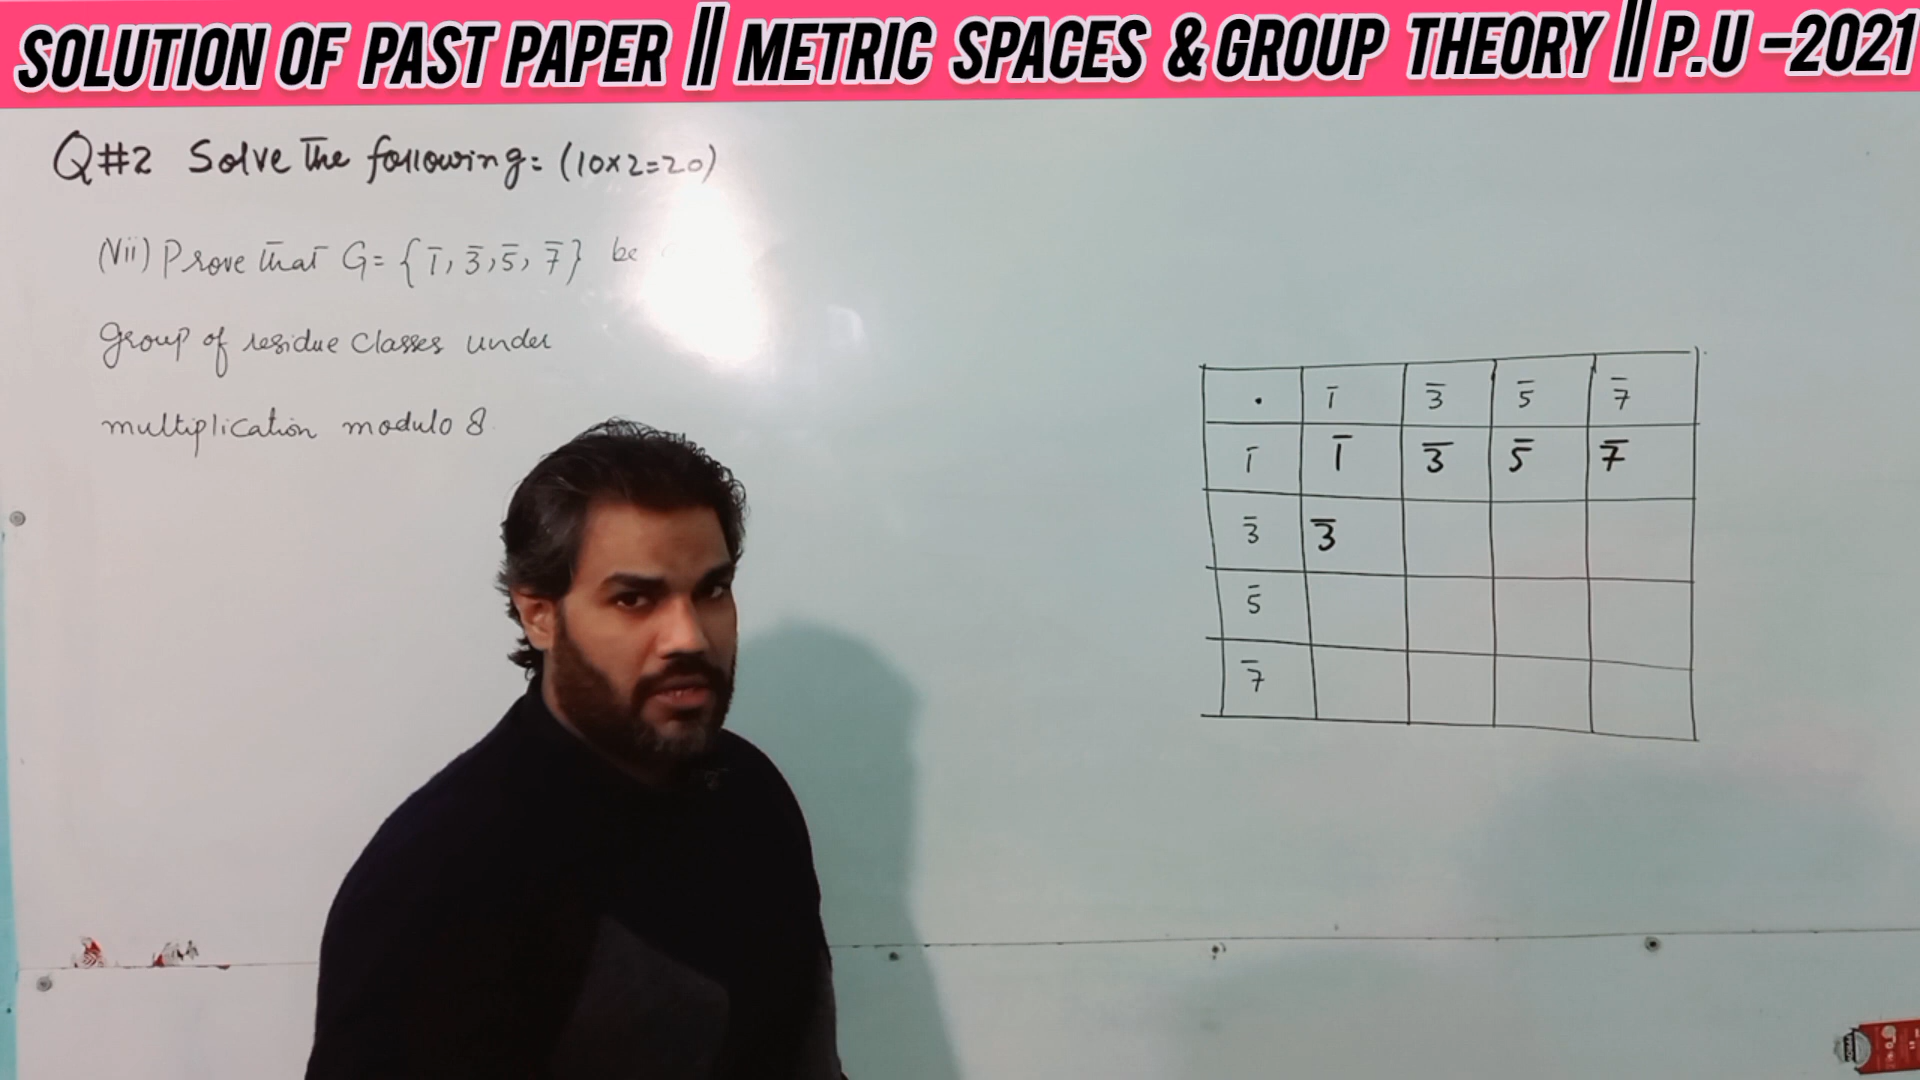 SOLUTION OF PAST PAPER || METRIC SPACES & GROUP THEORY || P.U -2021
Q#2 Solve the following: (10×2=20)
(Vii) Prove that G= { 1̄, 3̄, 5̄, 7̄ } be
group of residue classes under
multiplication modulo 8
· 1̄ 3̄ 5̄ 7̄
1̄ 1̄ 3̄ 5̄ 7̄
3̄ 3̄
5̄
7̄